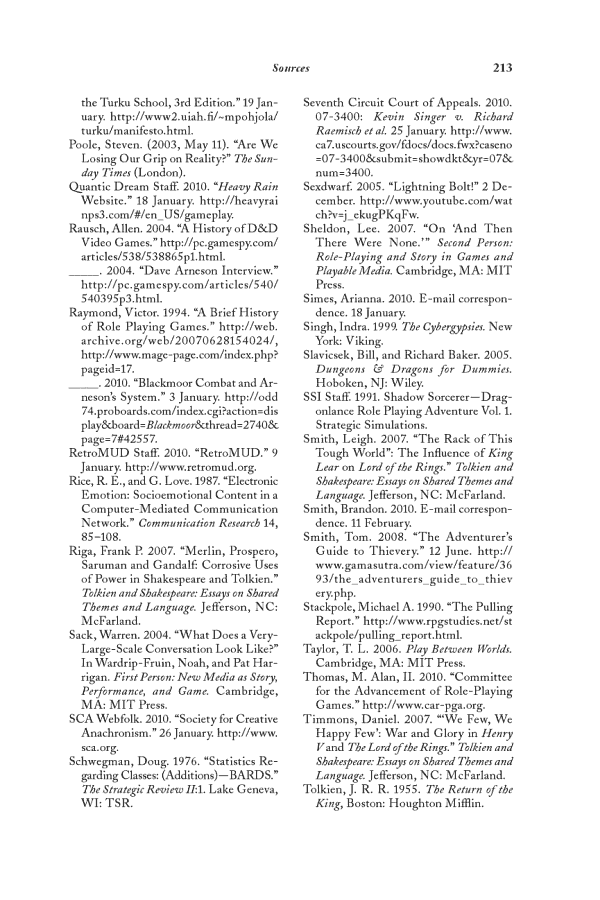 Sources 213
the Turku School, 3rd Edition." 19 Jan-
uary. http://www2.uiah.fi/~mpohjola/
turku/manifesto.html.
Poole, Steven. (2003, May 11). "Are We
Losing Our Grip on Reality?" The Sun-
day Times (London).
Quantic Dream Staff. 2010. "Heavy Rain
Website." 18 January. http://heavyrai
nps3.com/#/en_US/gameplay.
Rausch, Allen. 2004. "A History of D&D
Video Games." http://pc.gamespy.com/
articles/538/538865p1.html.
_____. 2004. "Dave Arneson Interview."
http://pc.gamespy.com/articles/540/
540395p3.html.
Raymond, Victor. 1994. "A Brief History
of Role Playing Games." http://web.
archive.org/web/20070628154024/,
http://www.mage-page.com/index.php?
pageid=17.
_____. 2010. "Blackmoor Combat and Ar-
neson's System." 3 January. http://odd
74.proboards.com/index.cgi?action=dis
play&board=Blackmoor&thread=2740&
page=7#42557.
RetroMUD Staff. 2010. "RetroMUD." 9
January. http://www.retromud.org.
Rice, R. E., and G. Love. 1987. "Electronic
Emotion: Socioemotional Content in a
Computer-Mediated Communication
Network." Communication Research 14,
85–108.
Riga, Frank P. 2007. "Merlin, Prospero,
Saruman and Gandalf: Corrosive Uses
of Power in Shakespeare and Tolkien."
Tolkien and Shakespeare: Essays on Shared
Themes and Language. Jefferson, NC:
McFarland.
Sack, Warren. 2004. "What Does a Very-
Large-Scale Conversation Look Like?"
In Wardrip-Fruin, Noah, and Pat Har-
rigan. First Person: New Media as Story,
Performance, and Game. Cambridge,
MA: MIT Press.
SCA Webfolk. 2010. "Society for Creative
Anachronism." 26 January. http://www.
sca.org.
Schwegman, Doug. 1976. "Statistics Re-
garding Classes: (Additions)—BARDS."
The Strategic Review II:1. Lake Geneva,
WI: TSR.
Seventh Circuit Court of Appeals. 2010.
07-3400: Kevin Singer v. Richard
Raemisch et al. 25 January. http://www.
ca7.uscourts.gov/fdocs/docs.fwx?caseno
=07-3400&submit=showdkt&yr=07&
num=3400.
Sexdwarf. 2005. "Lightning Bolt!" 2 De-
cember. http://www.youtube.com/wat
ch?v=j_ekugPKqFw.
Sheldon, Lee. 2007. "On 'And Then
There Were None.'" Second Person:
Role-Playing and Story in Games and
Playable Media. Cambridge, MA: MIT
Press.
Simes, Arianna. 2010. E-mail correspon-
dence. 18 January.
Singh, Indra. 1999. The Cybergypsies. New
York: Viking.
Slavicsek, Bill, and Richard Baker. 2005.
Dungeons & Dragons for Dummies.
Hoboken, NJ: Wiley.
SSI Staff. 1991. Shadow Sorcerer—Drag-
onlance Role Playing Adventure Vol. 1.
Strategic Simulations.
Smith, Leigh. 2007. "The Rack of This
Tough World": The Influence of King
Lear on Lord of the Rings." Tolkien and
Shakespeare: Essays on Shared Themes and
Language. Jefferson, NC: McFarland.
Smith, Brandon. 2010. E-mail correspon-
dence. 11 February.
Smith, Tom. 2008. "The Adventurer's
Guide to Thievery." 12 June. http://
www.gamasutra.com/view/feature/36
93/the_adventurers_guide_to_thiev
ery.php.
Stackpole, Michael A. 1990. "The Pulling
Report." http://www.rpgstudies.net/st
ackpole/pulling_report.html.
Taylor, T. L. 2006. Play Between Worlds.
Cambridge, MA: MIT Press.
Thomas, M. Alan, II. 2010. "Committee
for the Advancement of Role-Playing
Games." http://www.car-pga.org.
Timmons, Daniel. 2007. "'We Few, We
Happy Few': War and Glory in Henry
V and The Lord of the Rings." Tolkien and
Shakespeare: Essays on Shared Themes and
Language. Jefferson, NC: McFarland.
Tolkien, J. R. R. 1955. The Return of the
King, Boston: Houghton Mifflin.